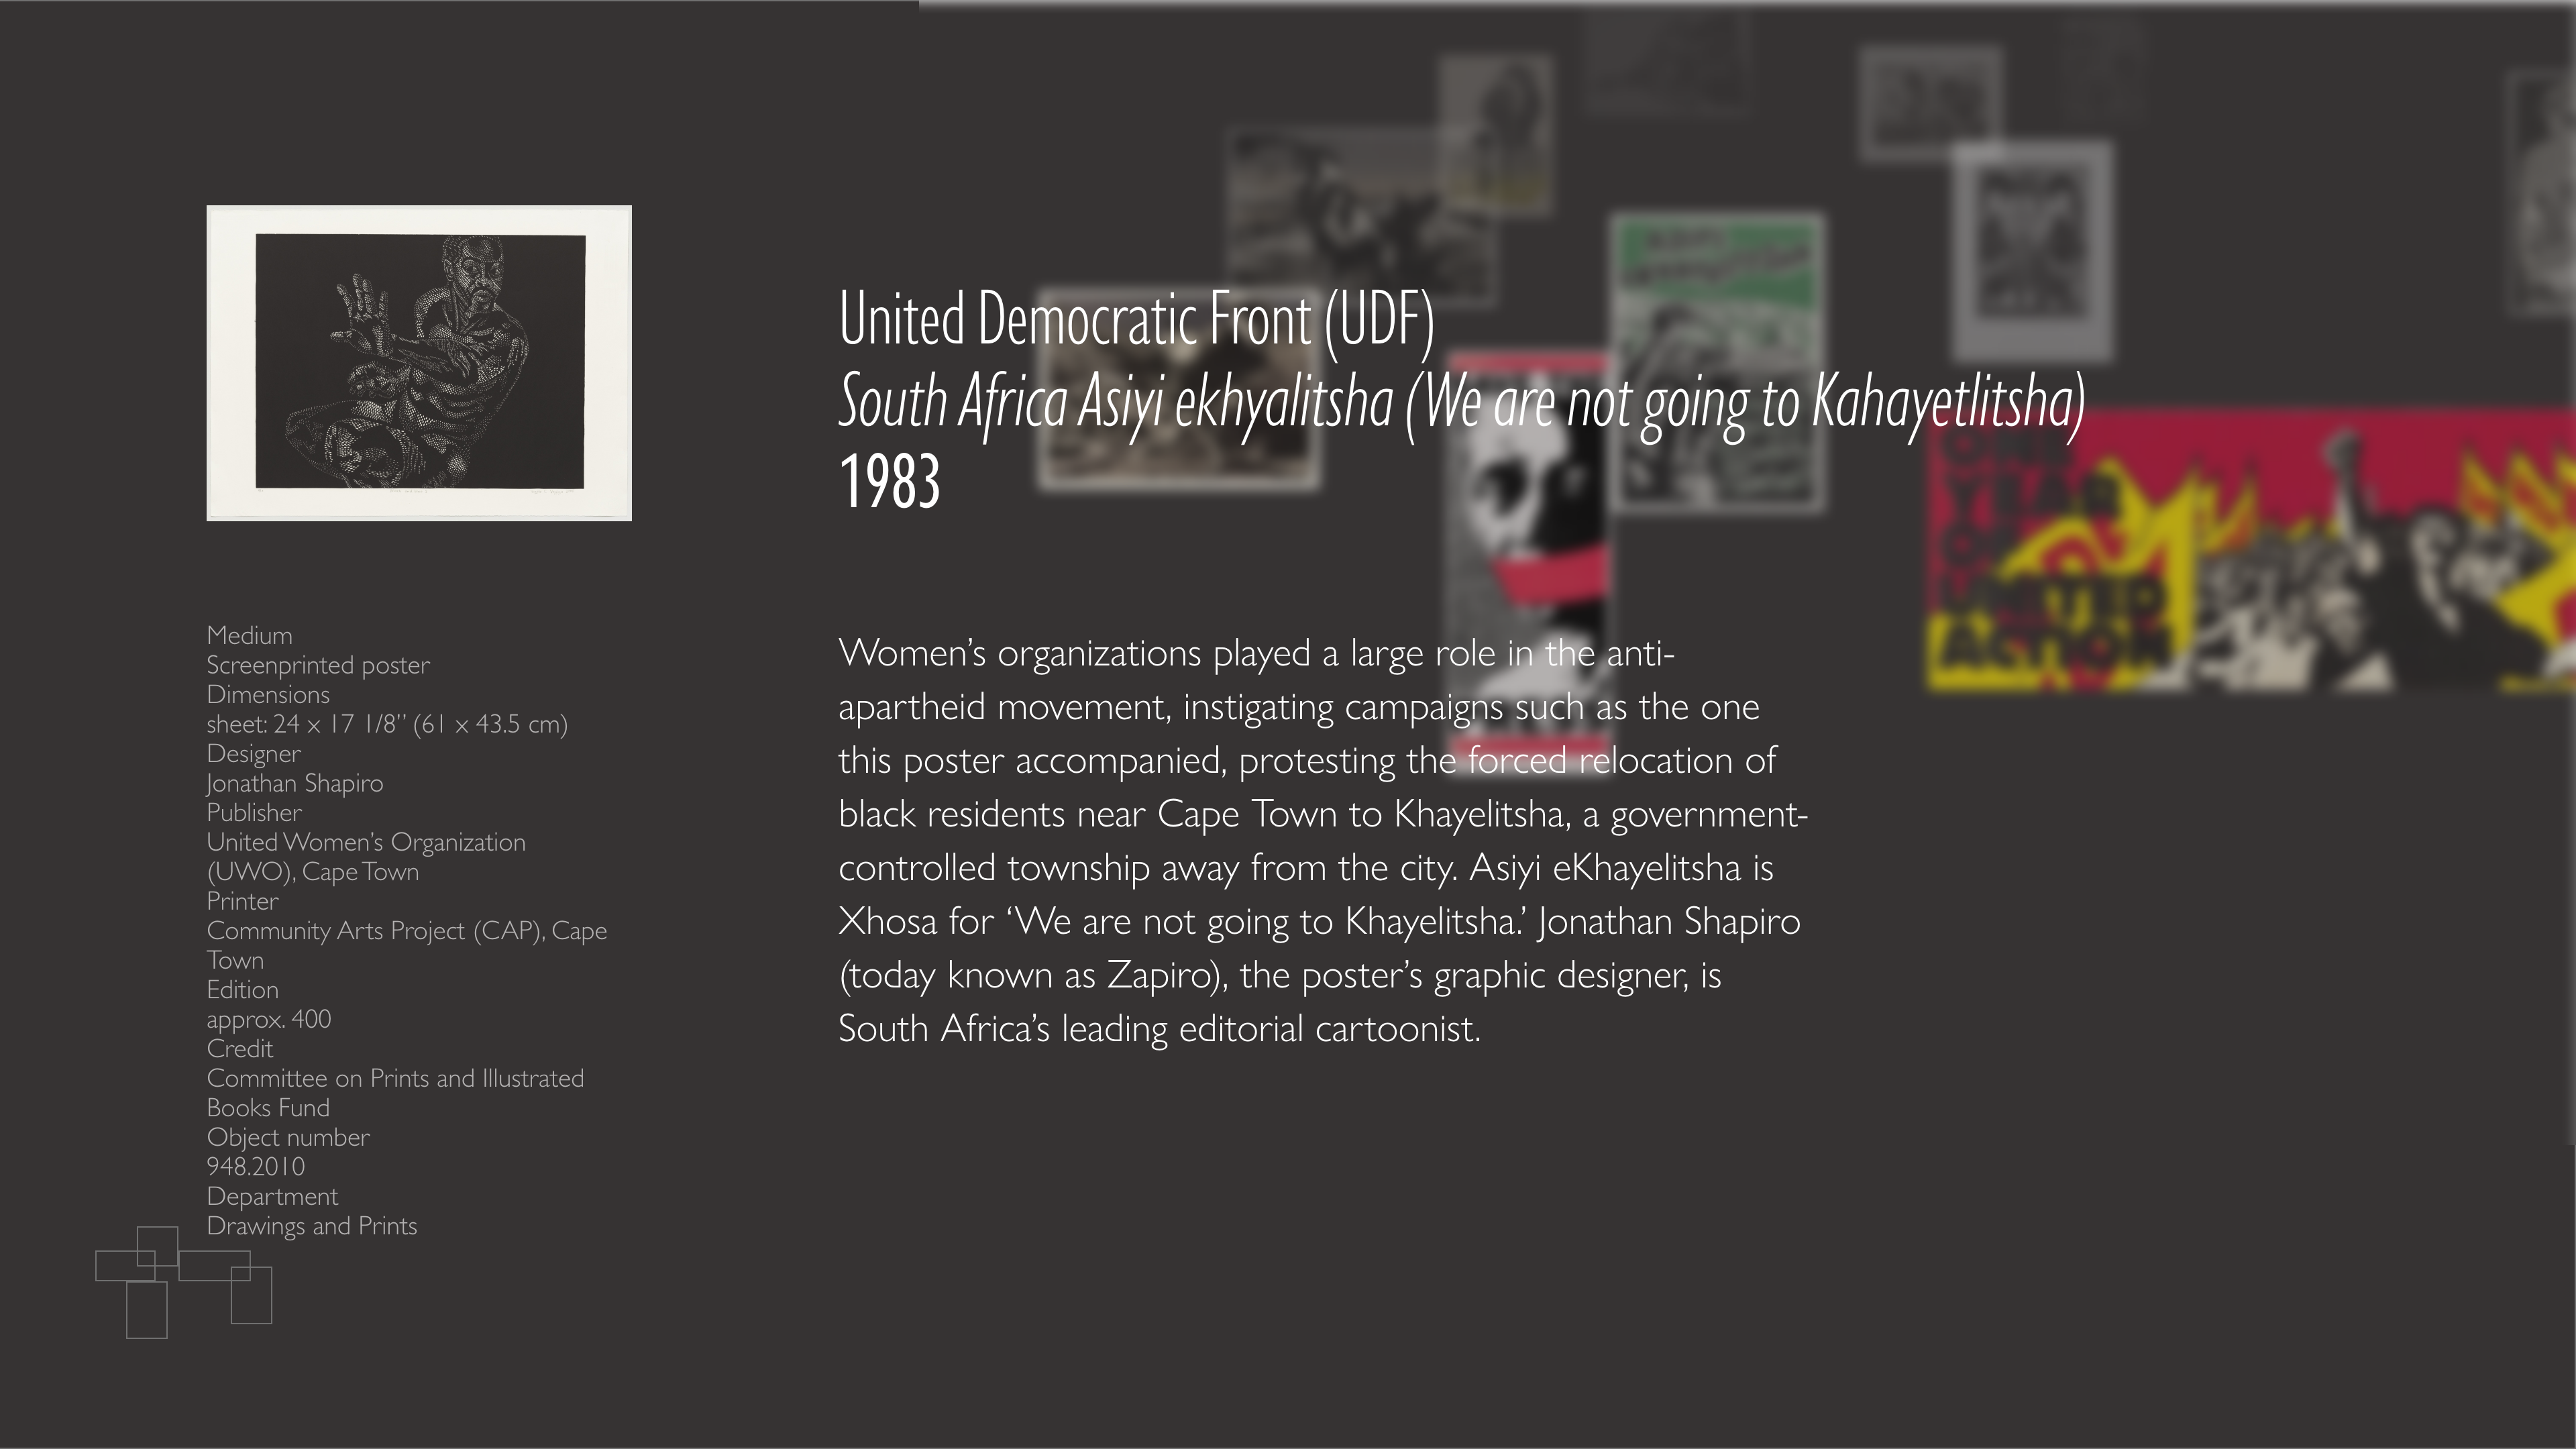 United Democratic Front (UDF)
South Africa Asiyi ekhyalitsha (We are not going to Kahayetlitsha)
1983
Medium
Screenprinted poster
Dimensions
sheet: 24 x 17 1/8” (61 x 43.5 cm)
Designer
Jonathan Shapiro
Publisher
United Women’s Organization
(UWO), Cape Town
Printer
Community Arts Project (CAP), Cape
Town
Edition
approx. 400
Credit
Committee on Prints and Illustrated
Books Fund
Object number
948.2010
Department
Drawings and Prints
Women’s organizations played a large role in the anti-
apartheid movement, instigating campaigns such as the one
this poster accompanied, protesting the forced relocation of
black residents near Cape Town to Khayelitsha, a government-
controlled township away from the city. Asiyi eKhayelitsha is
Xhosa for ‘We are not going to Khayelitsha.’ Jonathan Shapiro
(today known as Zapiro), the poster’s graphic designer, is
South Africa’s leading editorial cartoonist.
ONE
YEAR
OF
UNITED
ACTION